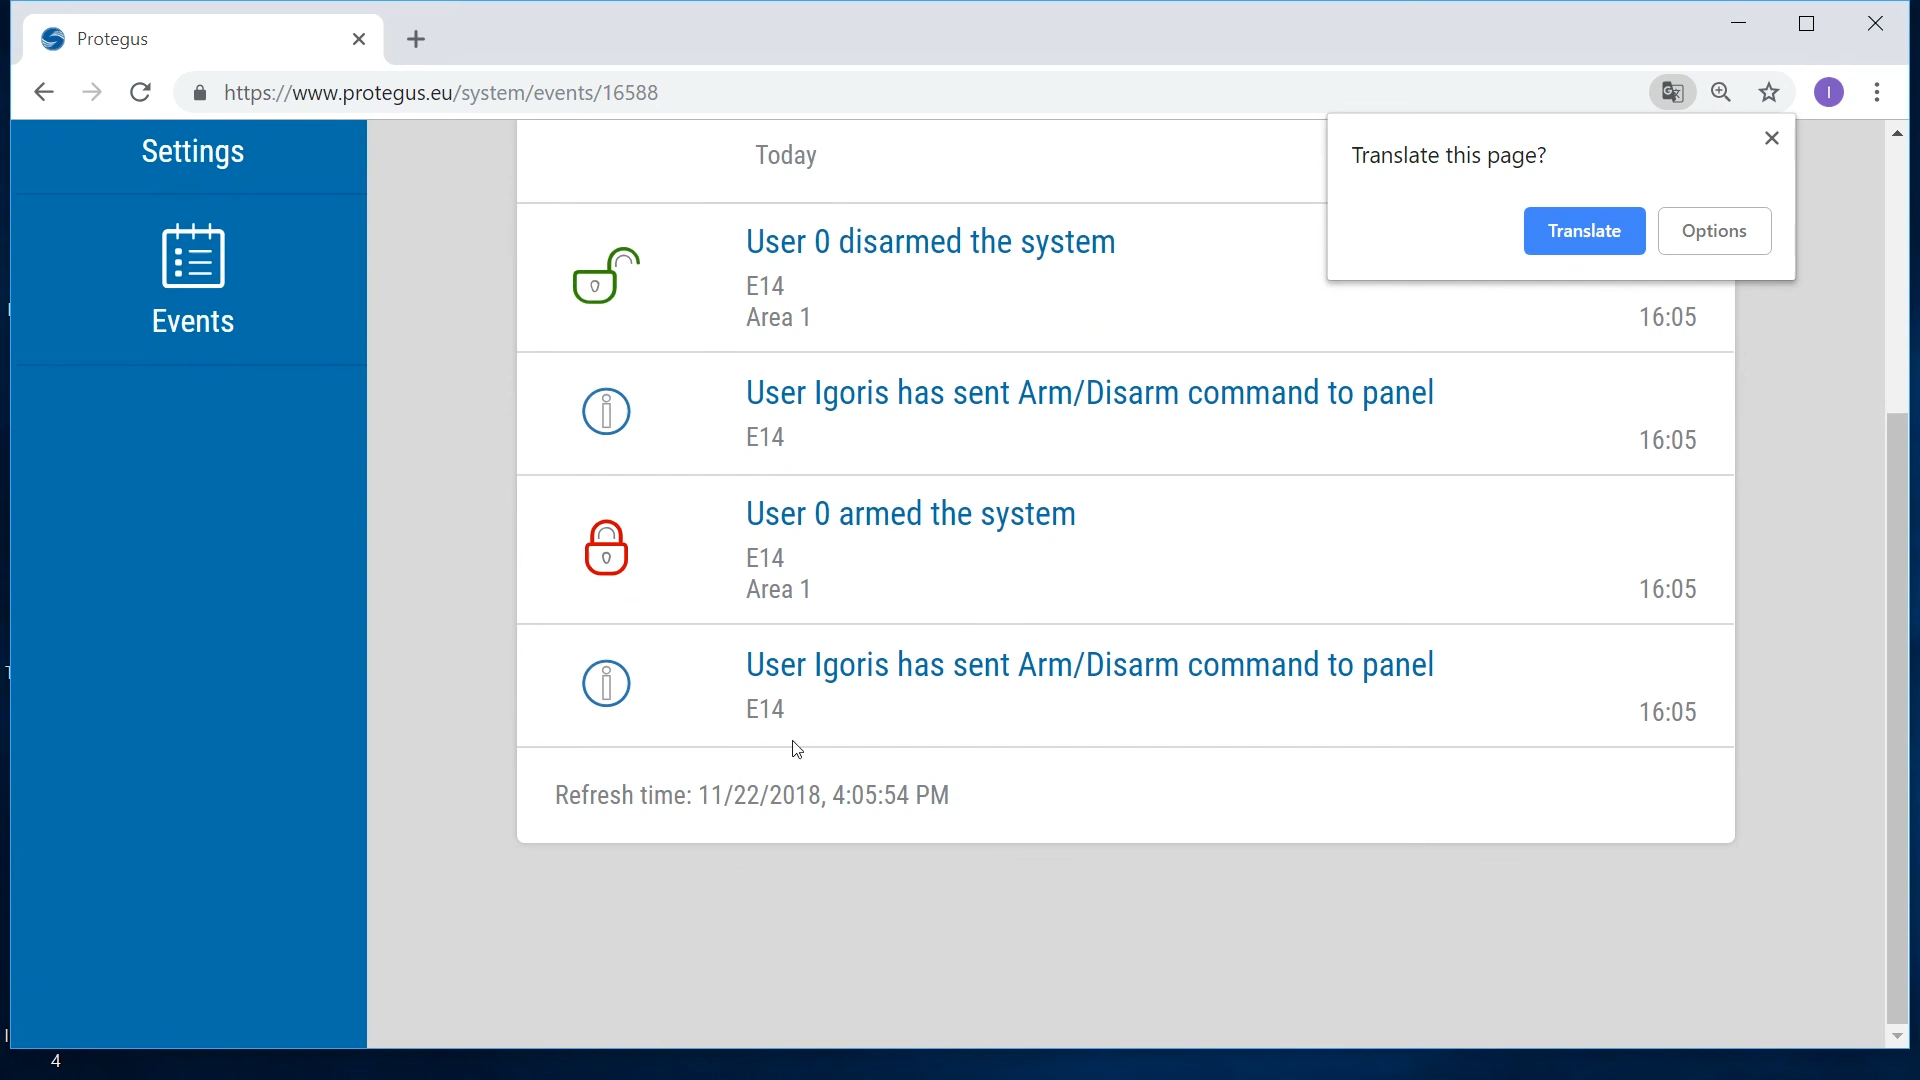 Protegus
https://www.protegus.eu/system/events/16588
I
Translate this page?
Translate
Options
Settings
Events
Today
User 0 disarmed the system
E14
Area 1
16:05
User Igoris has sent Arm/Disarm command to panel
E14
16:05
User 0 armed the system
E14
Area 1
16:05
User Igoris has sent Arm/Disarm command to panel
E14
16:05
Refresh time: 11/22/2018, 4:05:54 PM
4